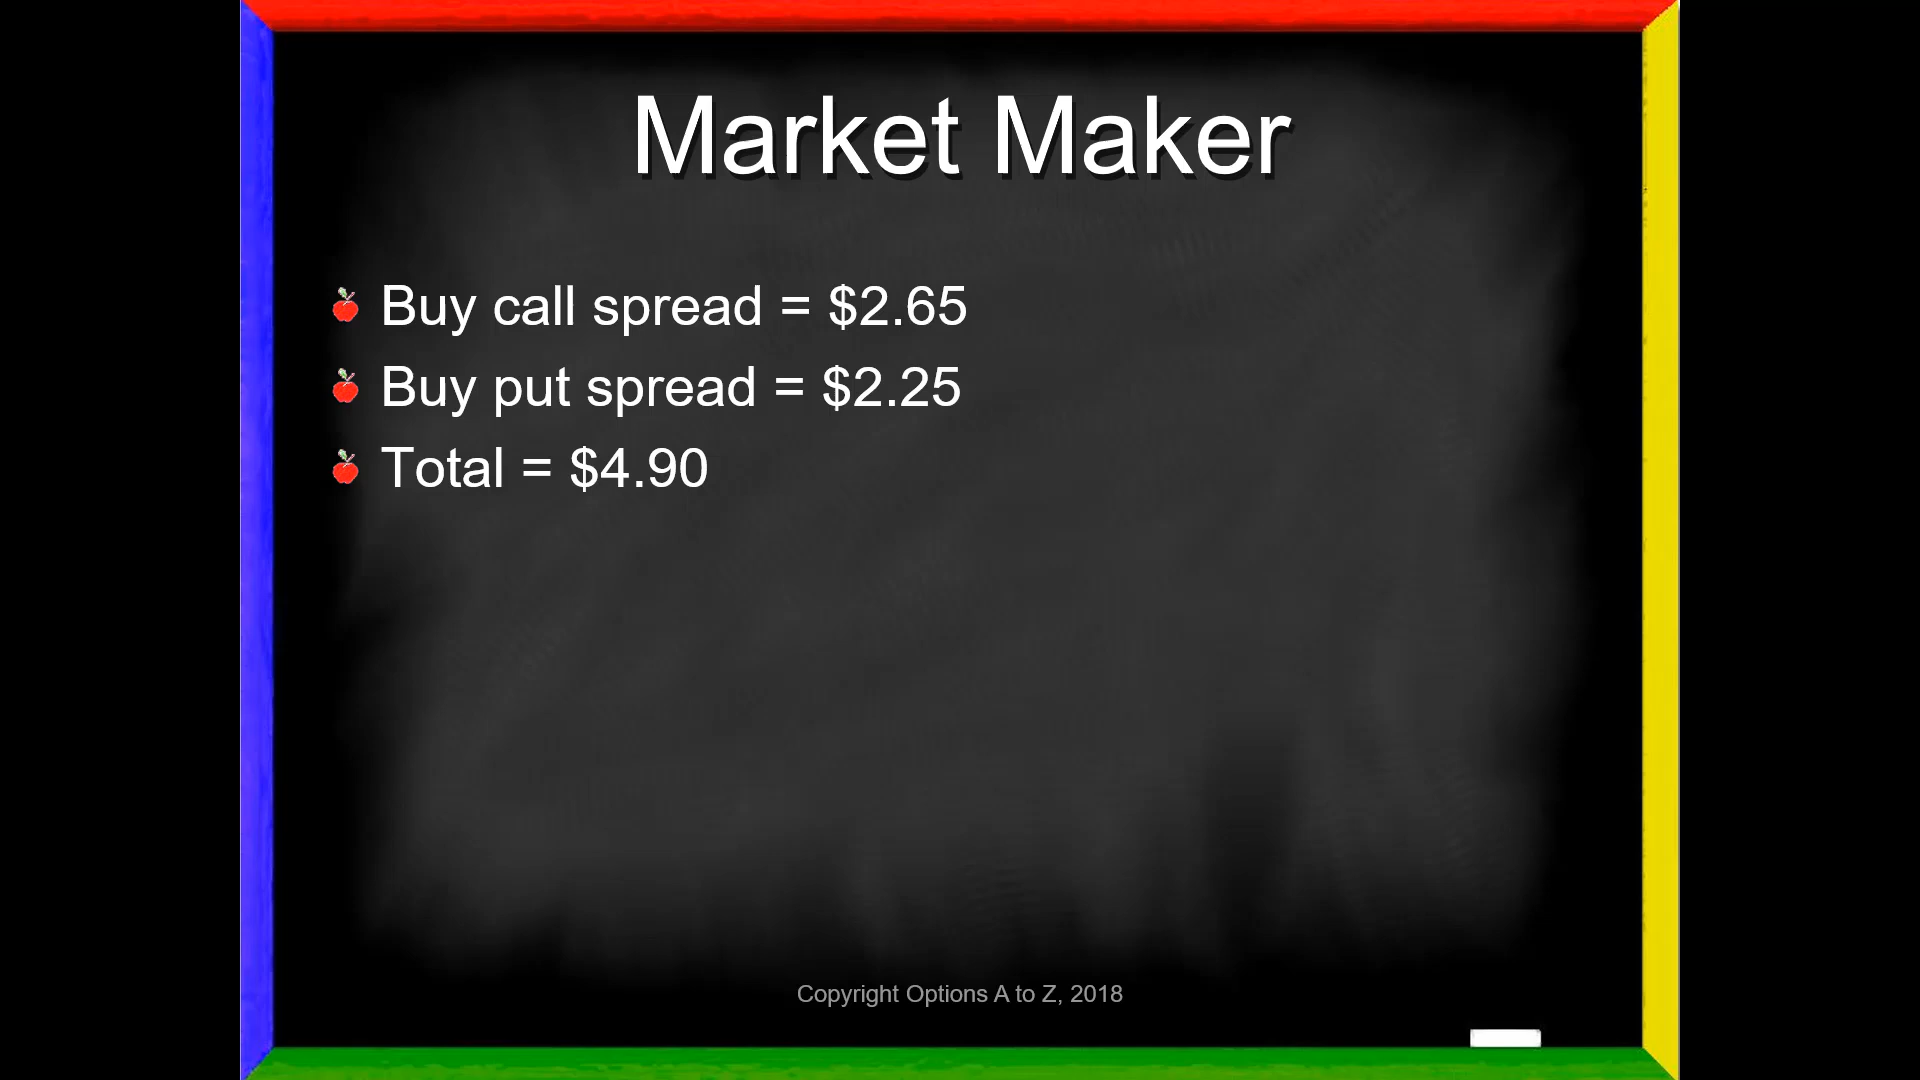 Market Maker
Buy call spread = $2.65
Buy put spread = $2.25
Total = $4.90
Copyright Options A to Z, 2018